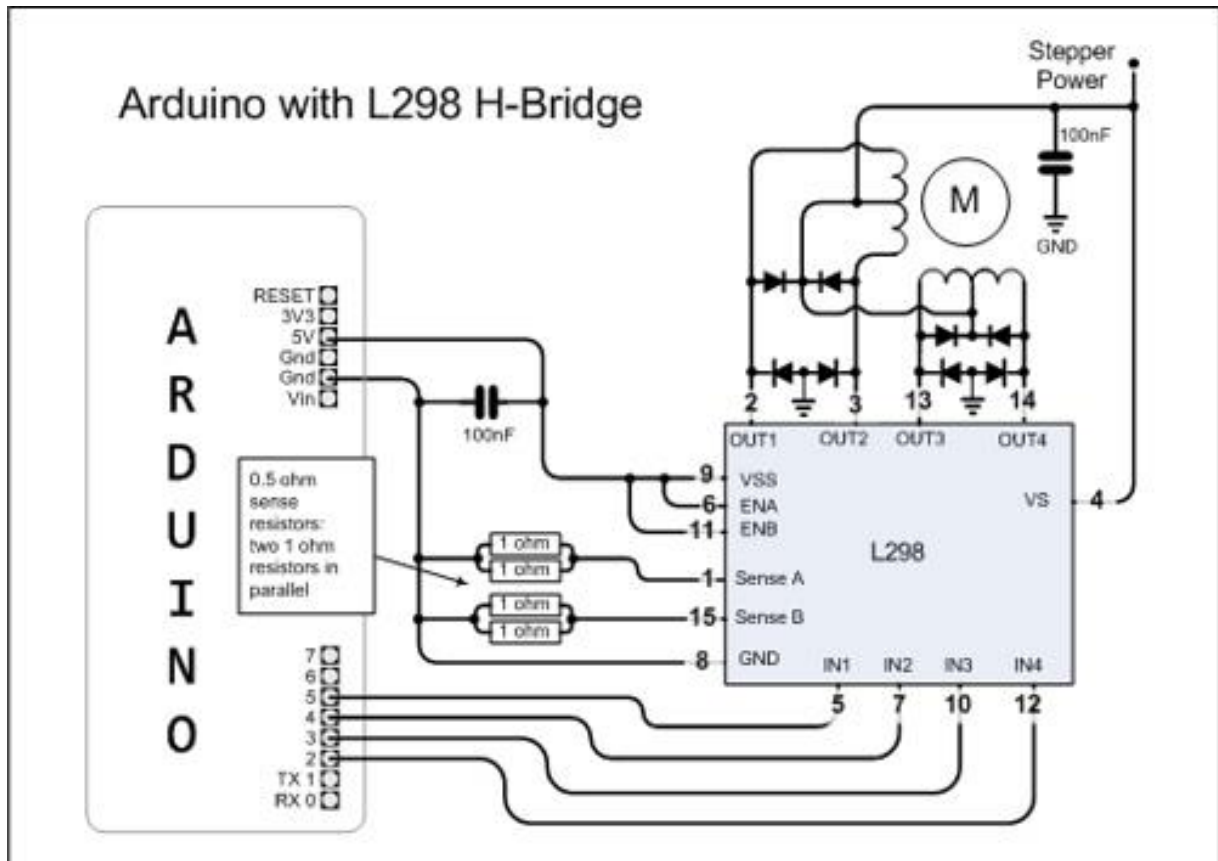 Arduino with L298 H-Bridge
Stepper
Power
100nF
M
GND
ARDUINO
RESET
3V3
5V
Gnd
Gnd
Vin
100nF
0.5 ohm
sense
resistors:
two 1 ohm
resistors in
parallel
1 ohm
1 ohm
1 ohm
1 ohm
2 3 13 14
OUT1 OUT2 OUT3 OUT4
9 VSS
6 ENA
11 ENB
VS 4
L298
1 Sense A
15 Sense B
8 GND
IN1 IN2 IN3 IN4
5 7 10 12
7
6
5
4
3
2
TX 1
RX 0